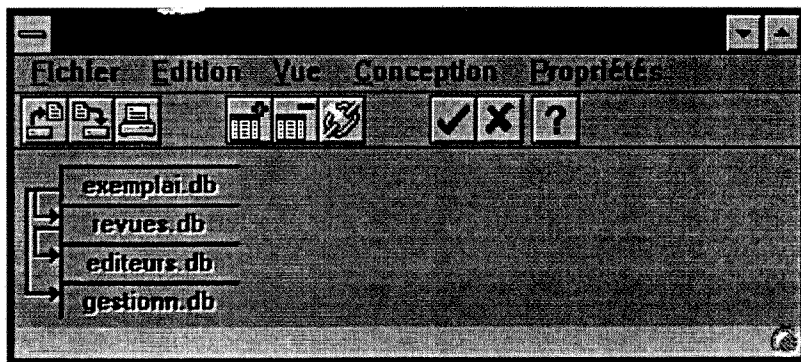 Fichier Edition Vue Conception Propriétés
?
exemplai.db
revues.db
editeurs.db
gestionn.db